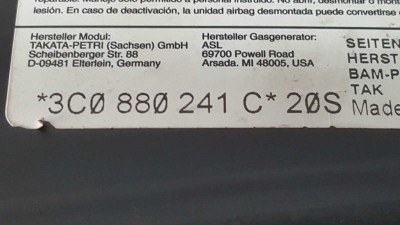 reparable. Manejo sólo permitido a personal instruido. No abrir, desmontar o mont
lesión. En caso de deactivación, la unidad airbag desmontada puede convertirse
Hersteller Modul:
TAKATA-PETRI (Sachsen) GmbH
Scheibenberger Str. 88
D-09481 Elterlein, Germany
Hersteller Gasgenerator:
ASL
69700 Powell Road
Arsada. MI 48005, USA
SEITEN
HERST
BAM-P
TAK
Made
*3C0 880 241 C* 20S